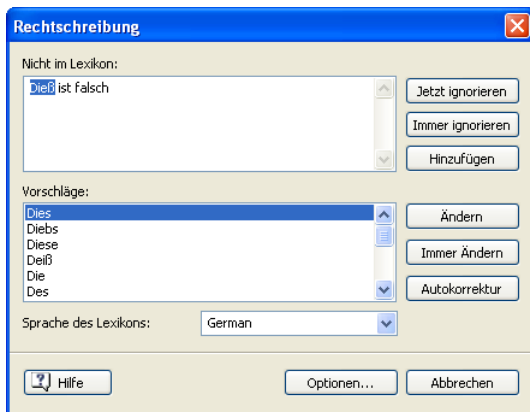 Rechtschreibung
Nicht im Lexikon:
Dieß ist falsch
Jetzt ignorieren
Immer ignorieren
Hinzufügen
Vorschläge:
Dies
Diebs
Diese
Deiß
Die
Des
Ändern
Immer Ändern
Autokorrektur
Sprache des Lexikons:
German
Hilfe
Optionen...
Abbrechen